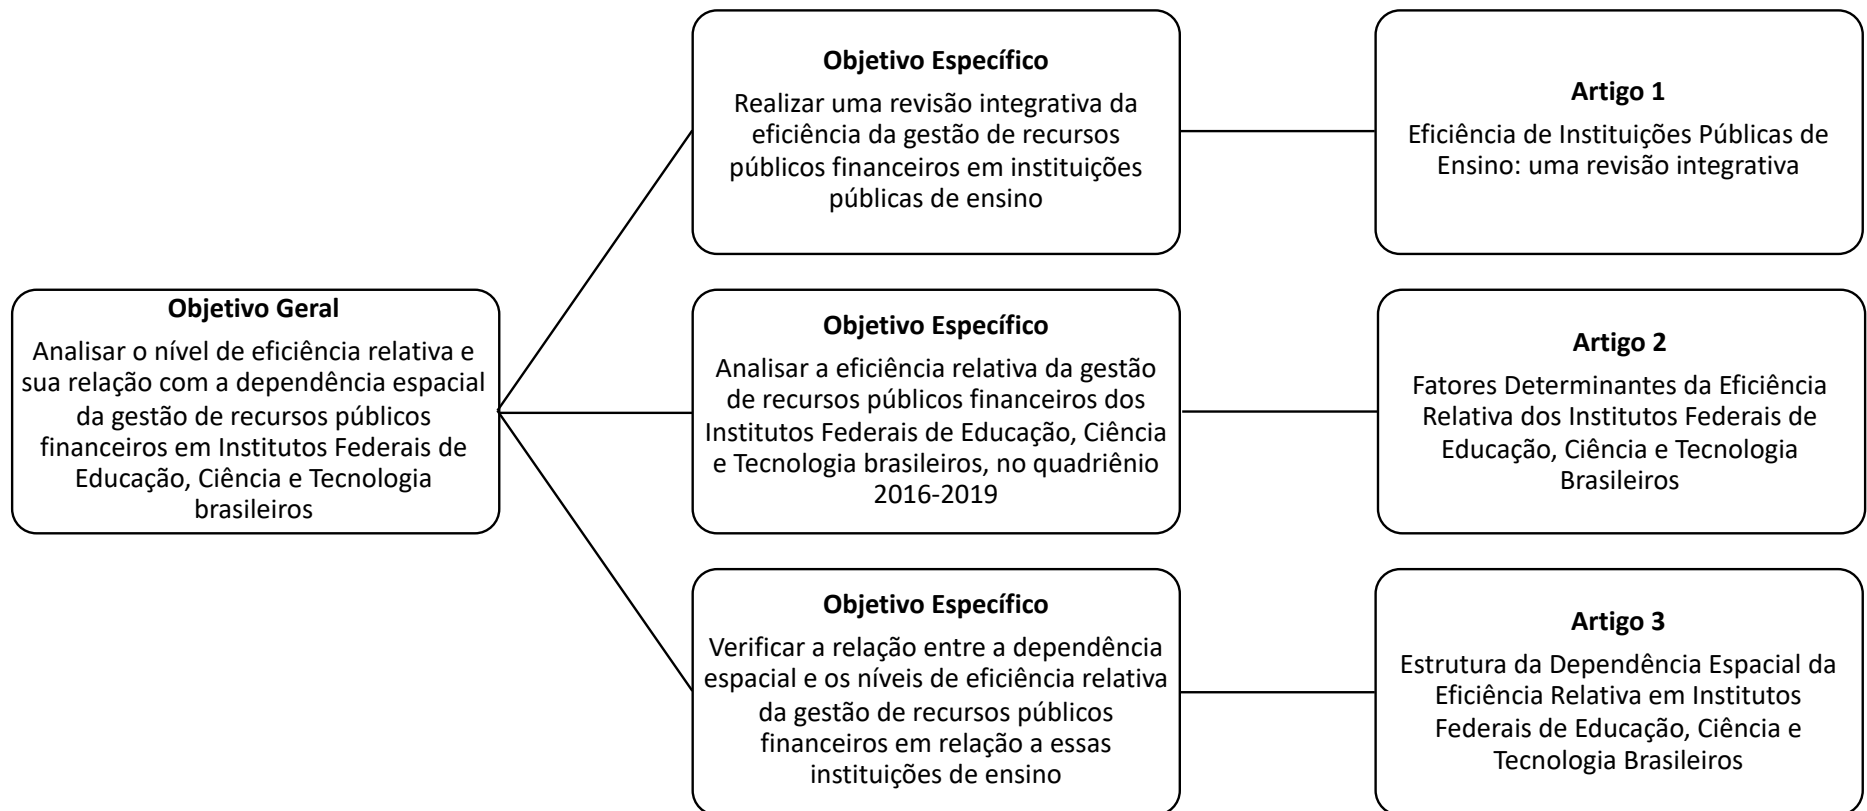 Objetivo Geral
Analisar o nível de eficiência relativa e
sua relação com a dependência espacial
da gestão de recursos públicos
financeiros em Institutos Federais de
Educação, Ciência e Tecnologia
brasileiros
Objetivo Específico
Realizar uma revisão integrativa da
eficiência da gestão de recursos
públicos financeiros em instituições
públicas de ensino
Artigo 1
Eficiência de Instituições Públicas de
Ensino: uma revisão integrativa
Objetivo Específico
Analisar a eficiência relativa da gestão
de recursos públicos financeiros dos
Institutos Federais de Educação, Ciência
e Tecnologia brasileiros, no quadriênio
2016-2019
Artigo 2
Fatores Determinantes da Eficiência
Relativa dos Institutos Federais de
Educação, Ciência e Tecnologia
Brasileiros
Objetivo Específico
Verificar a relação entre a dependência
espacial e os níveis de eficiência relativa
da gestão de recursos públicos
financeiros em relação a essas
instituições de ensino
Artigo 3
Estrutura da Dependência Espacial da
Eficiência Relativa em Institutos
Federais de Educação, Ciência e
Tecnologia Brasileiros